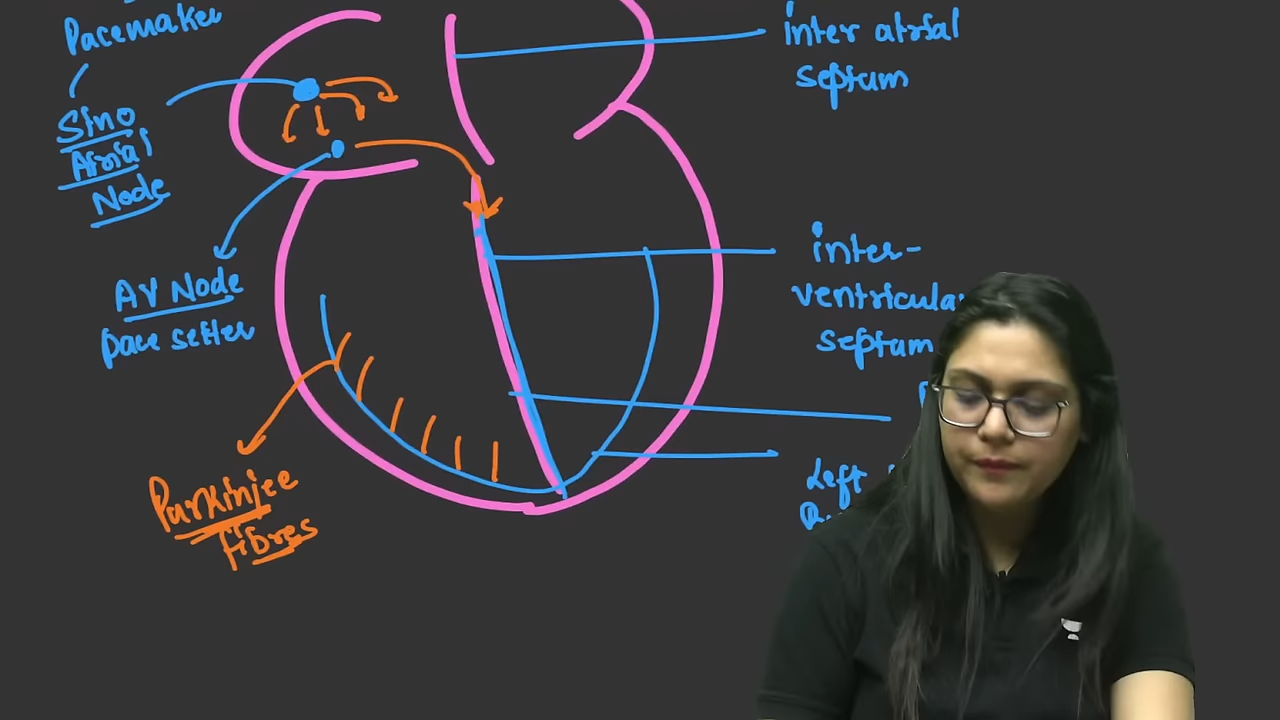 Pacemaker
Sino
Atrial
Node
AV Node
pace setter
Purkinjee
Fibres
inter atrial
septum
inter-
ventricular
septum
Left